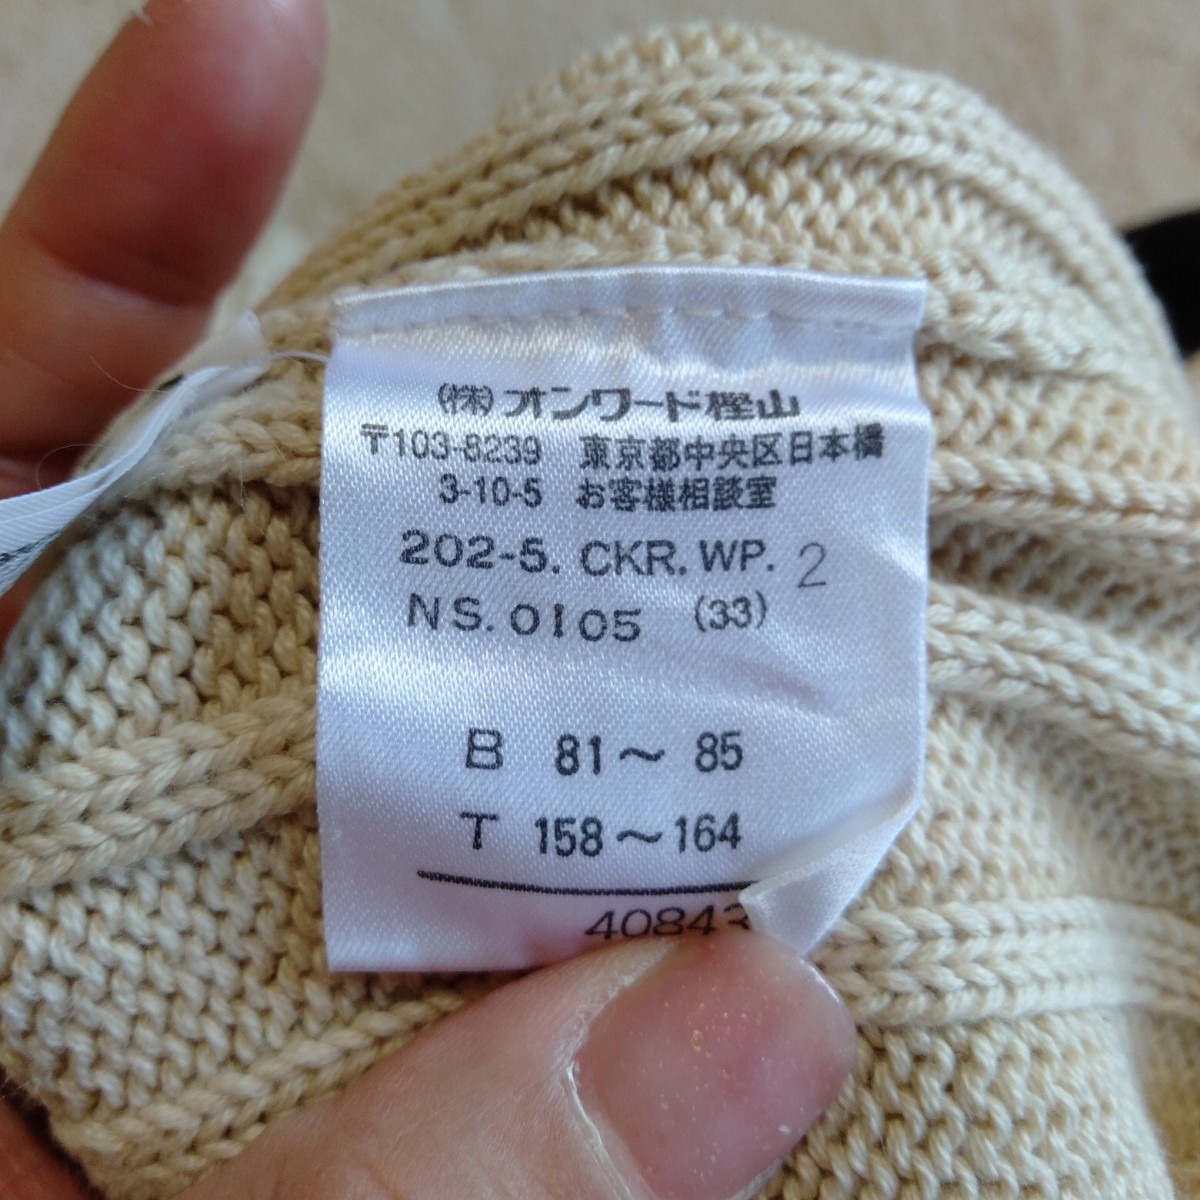 (株)オンワード樫山
〒103-8239 東京都中央区日本橋
3-10-5 お客様相談室
202-5. CKR. WP. 2
NS. 0105 (33)
B 81〜 85
T 158〜164
40843